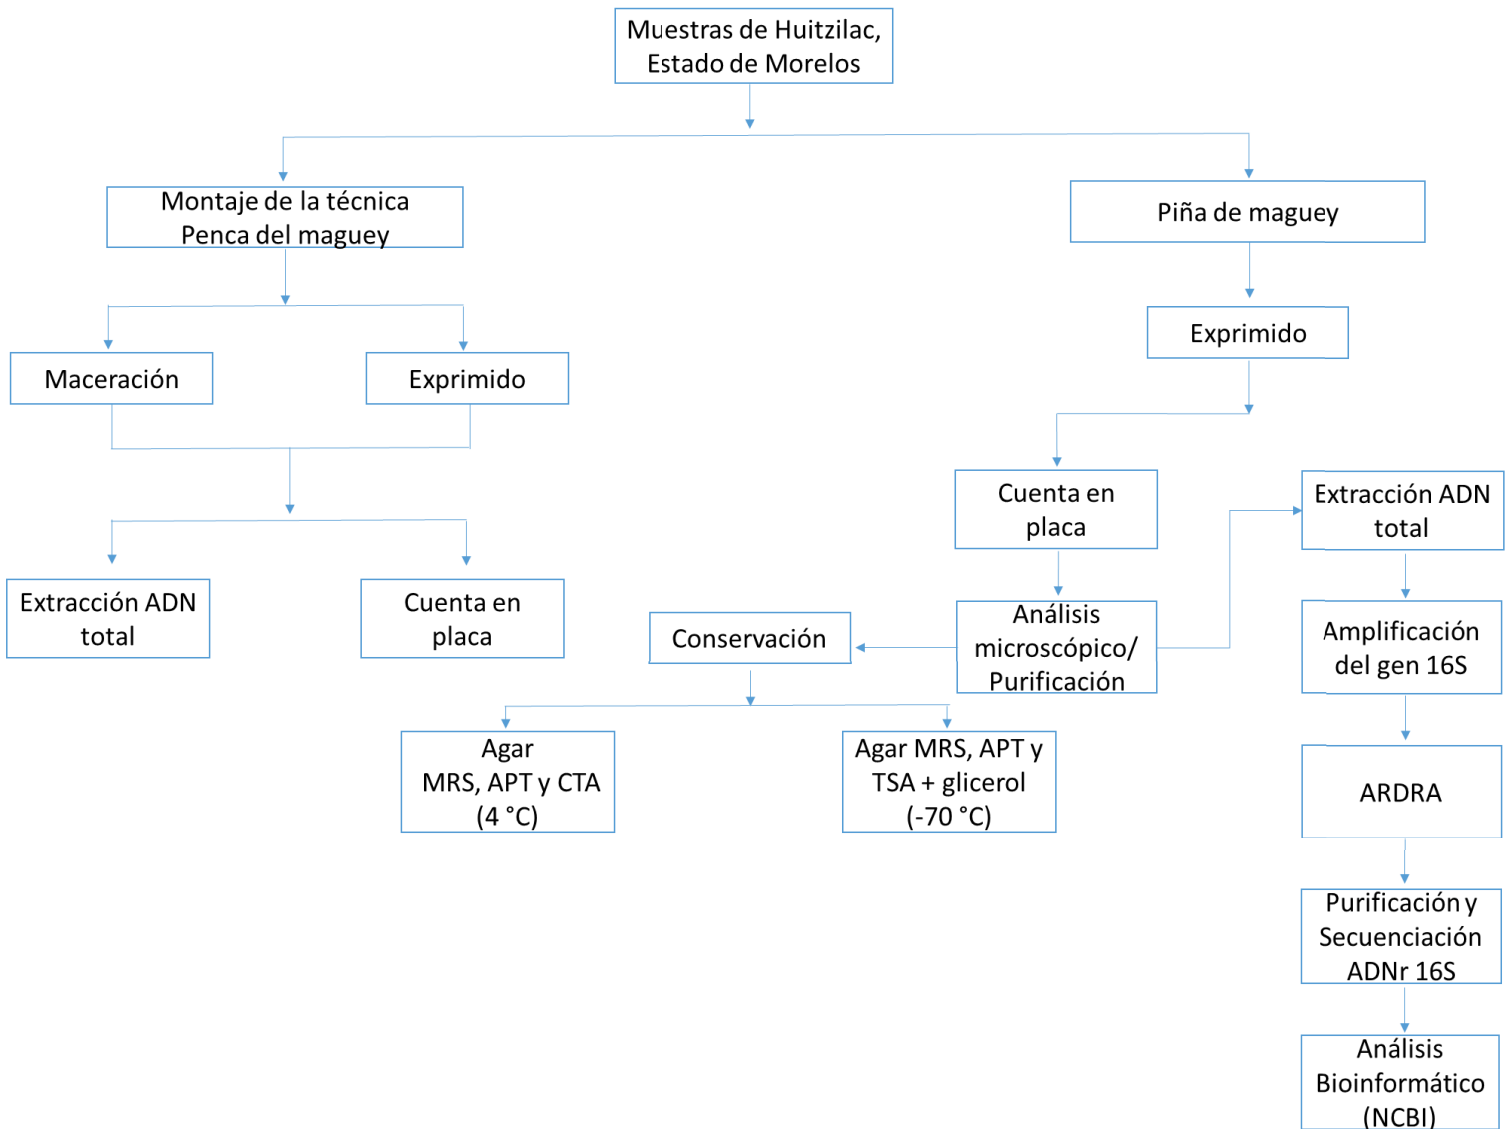 Muestras de Huitzilac,
Estado de Morelos
Montaje de la técnica
Penca del maguey
Piña de maguey
Maceración
Exprimido
Exprimido
Extracción ADN
total
Cuenta en
placa
Cuenta en
placa
Extracción ADN
total
Conservación
Análisis
microscópico/
Purificación
Amplificación
del gen 16S
Agar
MRS, APT y CTA
(4 °C)
Agar MRS, APT y
TSA + glicerol
(-70 °C)
ARDRA
Purificación y
Secuenciación
ADNr 16S
Análisis
Bioinformático
(NCBI)